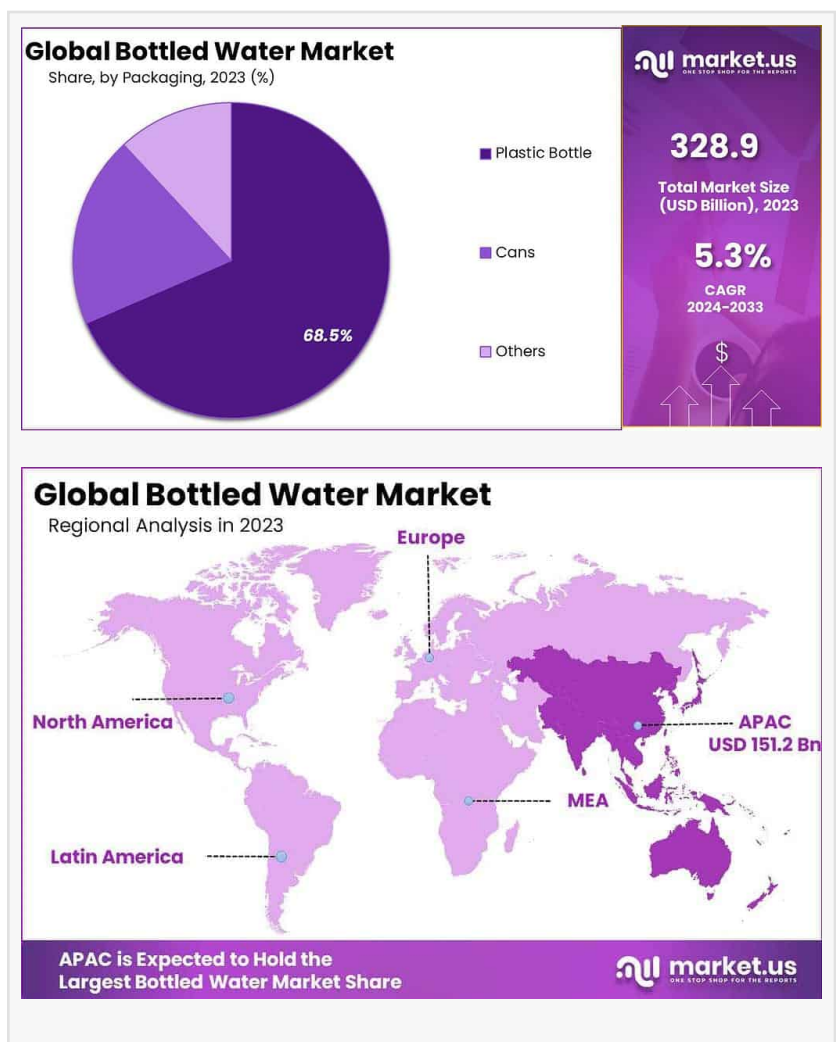 Global Bottled Water Market
Share, by Packaging, 2023 (%)
68.5%
Plastic Bottle
Cans
Others
market.us
ONE STOP SHOP FOR THE REPORTS
328.9
Total Market Size
(USD Billion), 2023
5.3%
CAGR
2024-2033
$
Global Bottled Water Market
Regional Analysis in 2023
Europe
North America
APAC
USD 151.2 Bn
MEA
Latin America
APAC is Expected to Hold the
Largest Bottled Water Market Share
market.us
ONE STOP SHOP FOR THE REPORTS